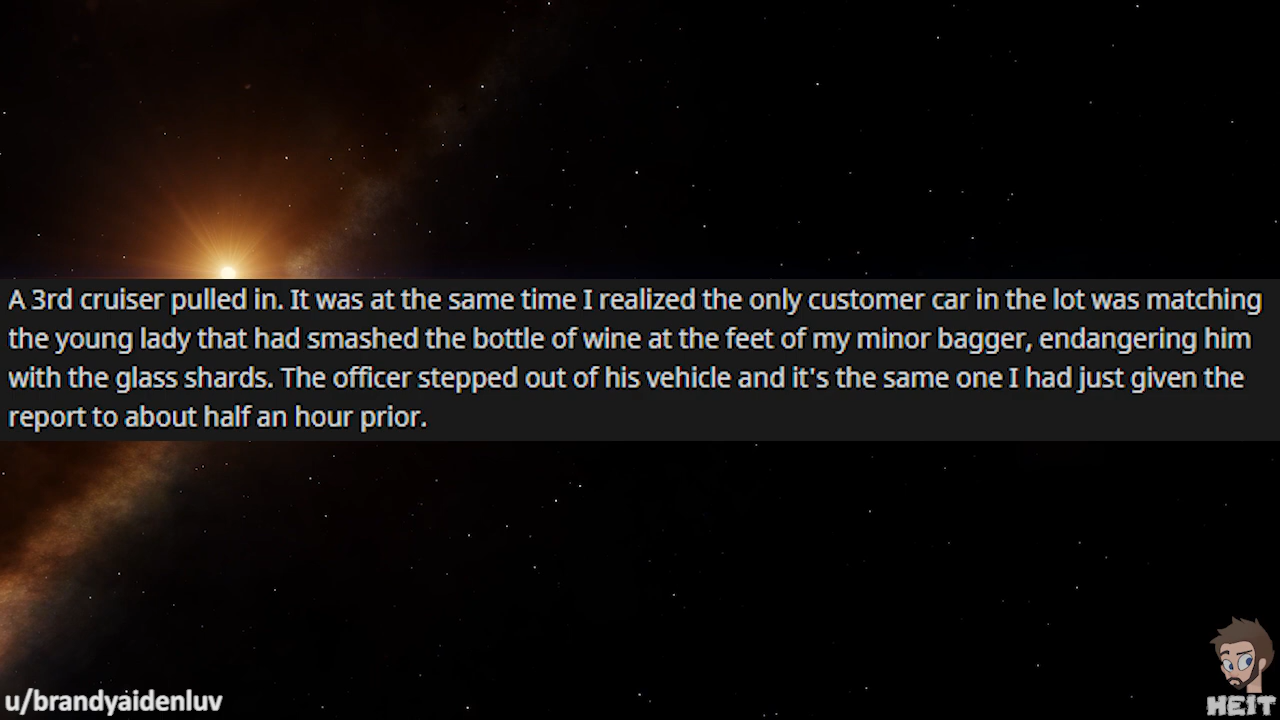 A 3rd cruiser pulled in. It was at the same time I realized the only customer car in the lot was matching
the young lady that had smashed the bottle of wine at the feet of my minor bagger, endangering him
with the glass shards. The officer stepped out of his vehicle and it's the same one I had just given the
report to about half an hour prior.
u/brandyaidenluv
HEIT